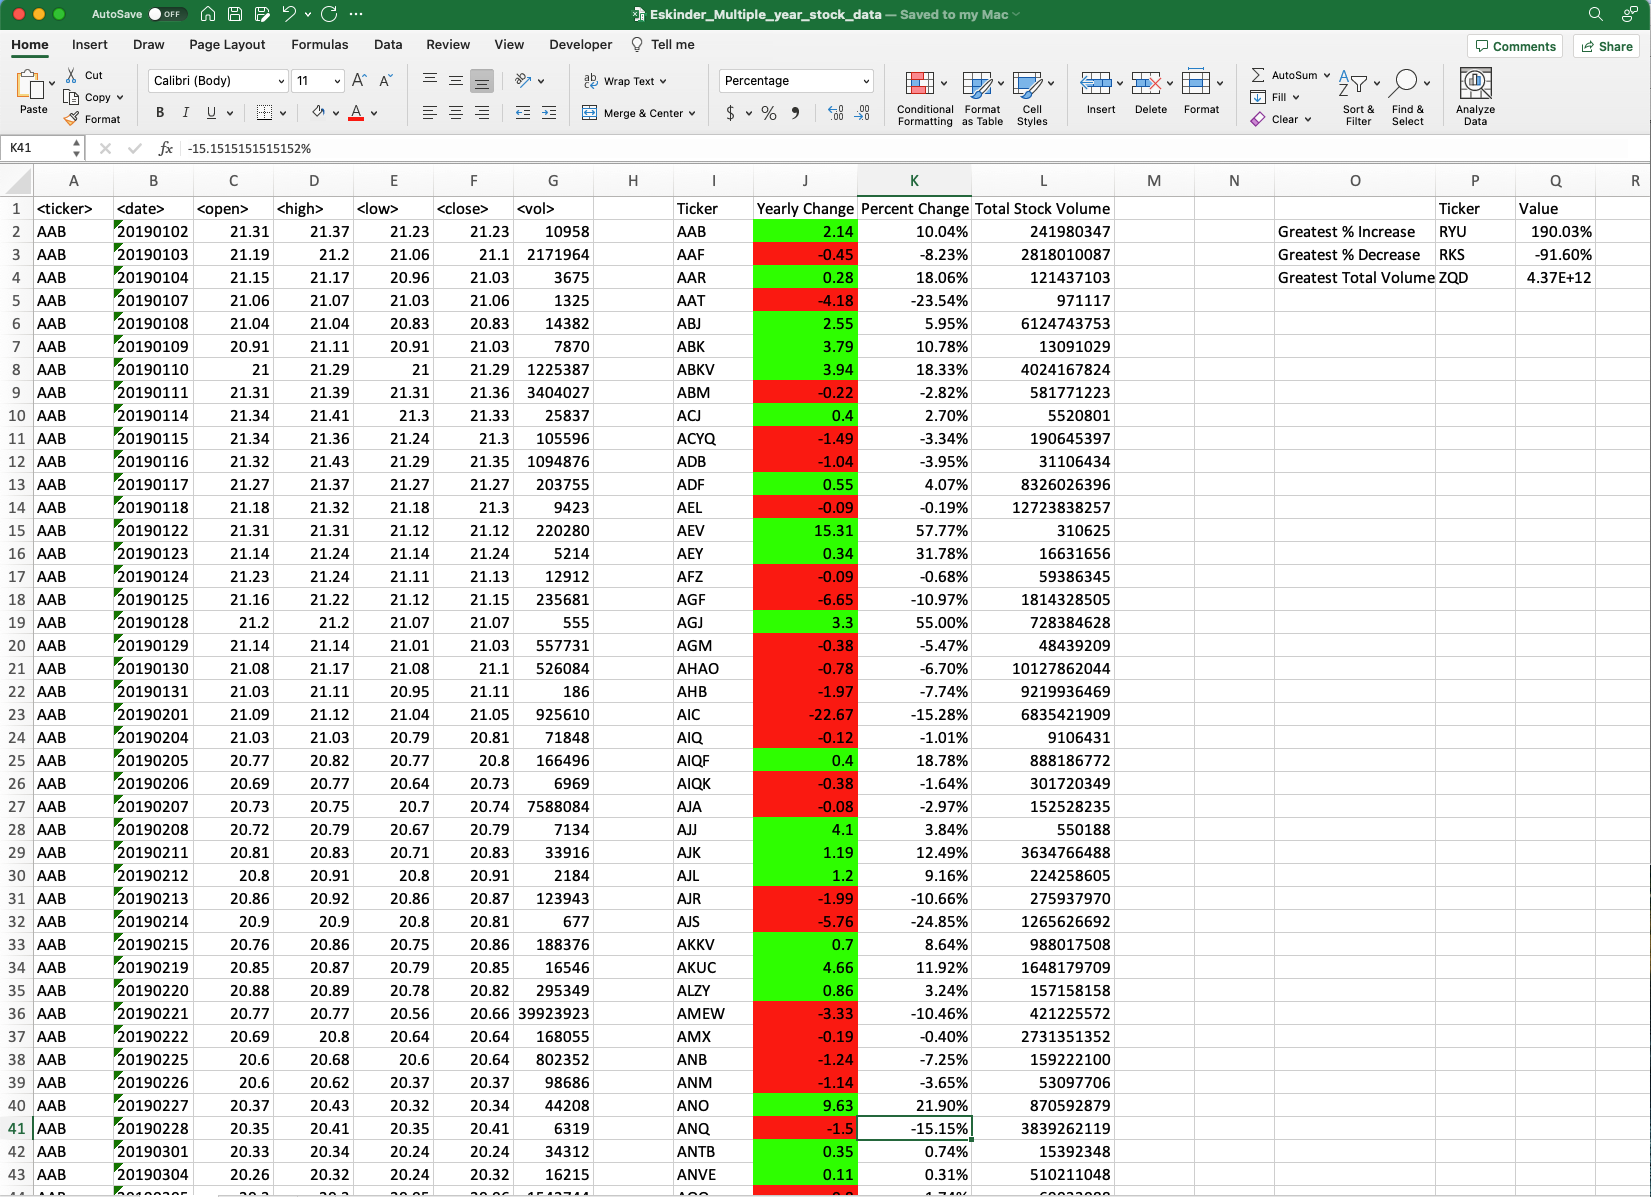 AutoSave OFF Eskinder_Multiple_year_stock_data — Saved to my Mac
Home Insert Draw Page Layout Formulas Data Review View Developer Tell me Comments Share
Paste Cut Copy Format
Calibri (Body) 11
B I U A
ab Wrap Text
Merge & Center
Percentage
$ % 9
Conditional Formatting Format as Table Cell Styles
Insert Delete Format
AutoSum Fill Clear
Sort & Filter Find & Select Analyze Data
K41 fx -15.1515151515152%
A B C D E F G H I J K L M N O P Q R
1 <ticker> <date> <open> <high> <low> <close> <vol> Ticker Yearly Change Percent Change Total Stock Volume Ticker Value
2 AAB 20190102 21.31 21.37 21.23 21.23 10958 AAB 2.14 10.04% 241980347 Greatest % Increase RYU 190.03%
3 AAB 20190103 21.19 21.2 21.06 21.1 2171964 AAF -0.45 -8.23% 2818010087 Greatest % Decrease RKS -91.60%
4 AAB 20190104 21.15 21.17 20.96 21.03 3675 AAR 0.28 18.06% 121437103 Greatest Total Volume ZQD 4.37E+12
5 AAB 20190107 21.06 21.07 21.03 21.06 1325 AAT -4.18 -23.54% 971117
6 AAB 20190108 21.04 21.04 20.83 20.83 14382 ABJ 2.55 5.95% 6124743753
7 AAB 20190109 20.91 21.11 20.91 21.03 7870 ABK 3.79 10.78% 13091029
8 AAB 20190110 21 21.29 21 21.29 1225387 ABKV 3.94 18.33% 4024167824
9 AAB 20190111 21.31 21.39 21.31 21.36 3404027 ABM -0.22 -2.82% 581771223
10 AAB 20190114 21.34 21.41 21.3 21.33 25837 ACJ 0.4 2.70% 5520801
11 AAB 20190115 21.34 21.36 21.24 21.3 105596 ACYQ -1.49 -3.34% 190645397
12 AAB 20190116 21.32 21.43 21.29 21.35 1094876 ADB -1.04 -3.95% 31106434
13 AAB 20190117 21.27 21.37 21.27 21.27 203755 ADF 0.55 4.07% 8326026396
14 AAB 20190118 21.18 21.32 21.18 21.3 9423 AEL -0.09 -0.19% 12723838257
15 AAB 20190122 21.31 21.31 21.12 21.12 220280 AEV 15.31 57.77% 310625
16 AAB 20190123 21.14 21.24 21.14 21.24 5214 AEY 0.34 31.78% 16631656
17 AAB 20190124 21.23 21.24 21.11 21.13 12912 AFZ -0.09 -0.68% 59386345
18 AAB 20190125 21.16 21.22 21.12 21.15 235681 AGF -6.65 -10.97% 1814328505
19 AAB 20190128 21.2 21.2 21.07 21.07 555 AGJ 3.3 55.00% 728384628
20 AAB 20190129 21.14 21.14 21.01 21.03 557731 AGM -0.38 -5.47% 48439209
21 AAB 20190130 21.08 21.17 21.08 21.1 526084 AHAO -0.78 -6.70% 10127862044
22 AAB 20190131 21.03 21.11 20.95 21.11 186 AHB -1.97 -7.74% 9219936469
23 AAB 20190201 21.09 21.12 21.04 21.05 925610 AIC -22.67 -15.28% 6835421909
24 AAB 20190204 21.03 21.03 20.79 20.81 71848 AIQ -0.12 -1.01% 9106431
25 AAB 20190205 20.77 20.82 20.77 20.8 166496 AIQF 0.4 18.78% 888186772
26 AAB 20190206 20.69 20.77 20.64 20.73 6969 AIQK -0.38 -1.64% 301720349
27 AAB 20190207 20.73 20.75 20.7 20.74 7588084 AJA -0.08 -2.97% 152528235
28 AAB 20190208 20.72 20.79 20.67 20.79 7134 AJJ 4.1 3.84% 550188
29 AAB 20190211 20.81 20.83 20.71 20.83 33916 AJK 1.19 12.49% 3634766488
30 AAB 20190212 20.8 20.91 20.8 20.91 2184 AJL 1.2 9.16% 224258605
31 AAB 20190213 20.86 20.92 20.86 20.87 123943 AJR -1.99 -10.66% 275937970
32 AAB 20190214 20.9 20.9 20.8 20.81 677 AJS -5.76 -24.85% 1265626692
33 AAB 20190215 20.76 20.86 20.75 20.86 188376 AKKV 0.7 8.64% 988017508
34 AAB 20190219 20.85 20.87 20.79 20.85 16546 AKUC 4.66 11.92% 1648179709
35 AAB 20190220 20.88 20.89 20.78 20.82 295349 ALZY 0.86 3.24% 157158158
36 AAB 20190221 20.77 20.77 20.56 20.66 39923923 AMEW -3.33 -10.46% 421225572
37 AAB 20190222 20.69 20.8 20.64 20.64 168055 AMX -0.19 -0.40% 2731351352
38 AAB 20190225 20.6 20.68 20.6 20.64 802352 ANB -1.24 -7.25% 159222100
39 AAB 20190226 20.6 20.62 20.37 20.37 98686 ANM -1.14 -3.65% 53097706
40 AAB 20190227 20.37 20.43 20.32 20.34 44208 ANO 9.63 21.90% 870592879
41 AAB 20190228 20.35 20.41 20.35 20.41 6319 ANQ -1.5 -15.15% 3839262119
42 AAB 20190301 20.33 20.34 20.24 20.24 34312 ANTB 0.35 0.74% 15392348
43 AAB 20190304 20.26 20.32 20.24 20.32 16215 ANVE 0.11 0.31% 510211048